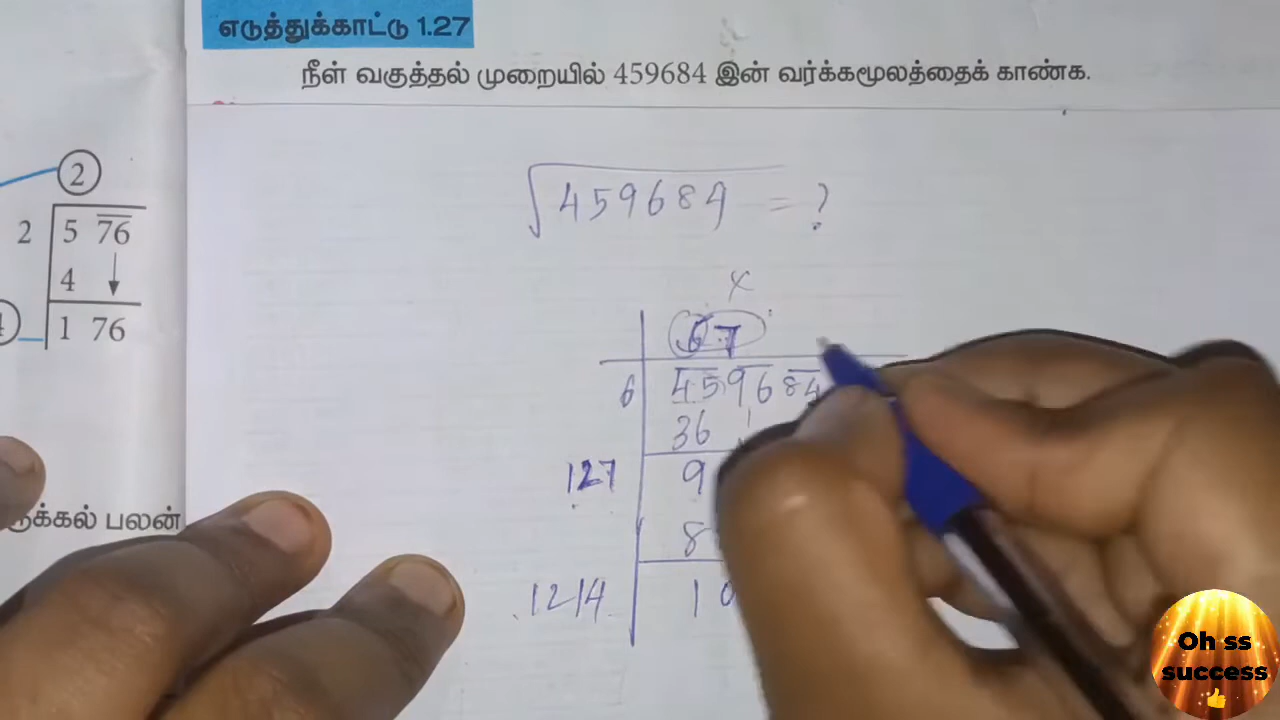 எடுத்துக்காட்டு 1.27
நீள் வகுத்தல் முறையில் 459684 இன் வர்க்கமூலத்தைக் காண்க.
2
2 5 76
4
1 76
பலன்
√459684 = ?
x
67
6 45 96 84
36
127 9
8
1214 10
Oh ss
success